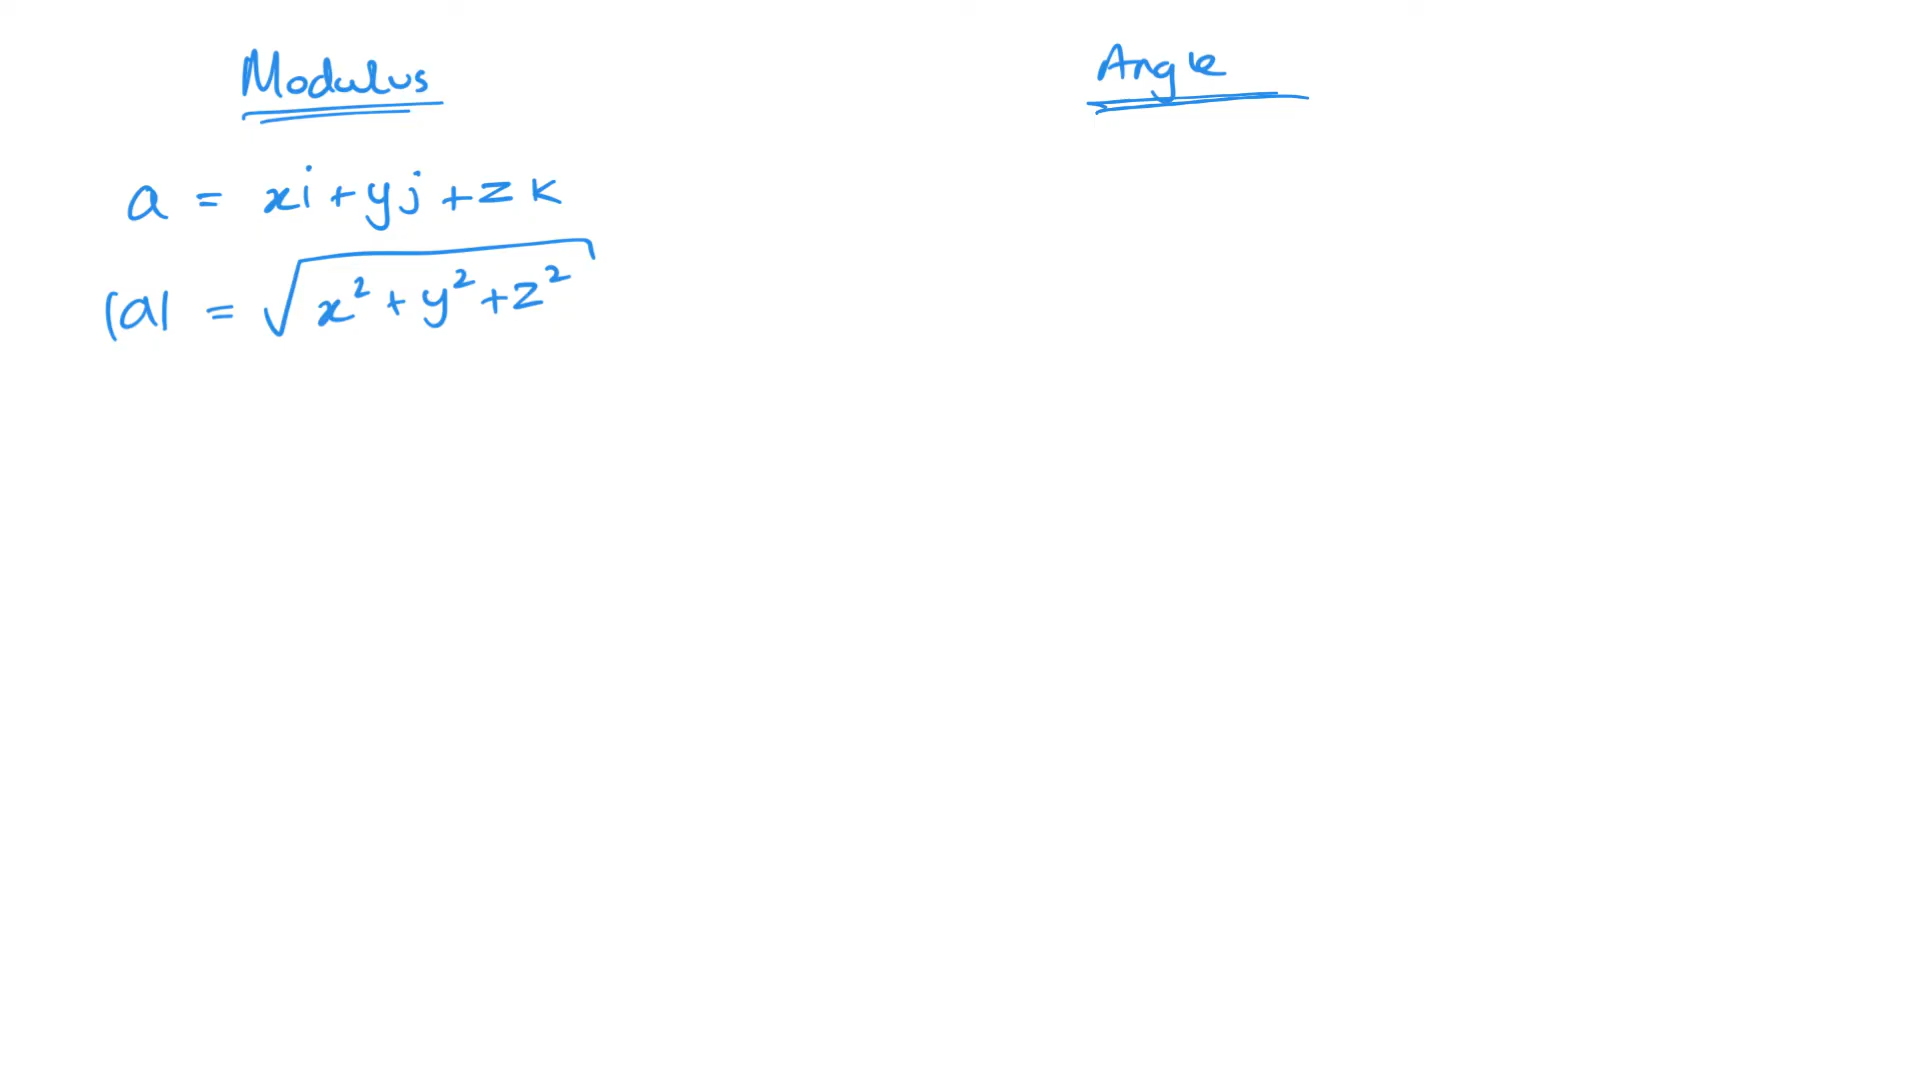 Modulus
Angle
a = xi + yj + zk
|a| = √x² + y² + z²